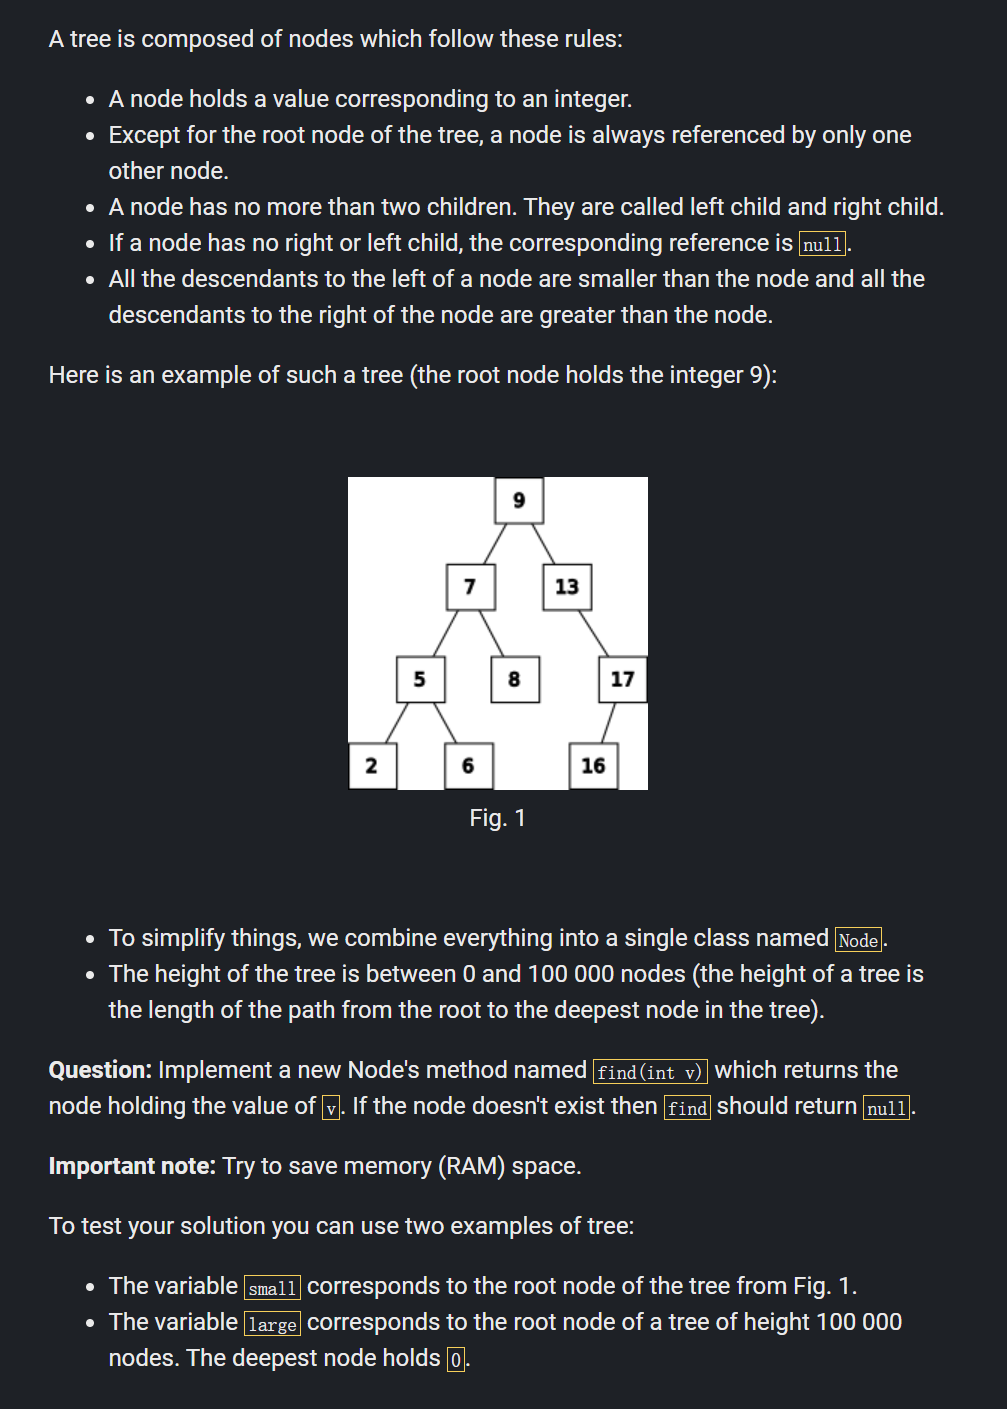 A tree is composed of nodes which follow these rules:
• A node holds a value corresponding to an integer.
• Except for the root node of the tree, a node is always referenced by only one
other node.
• A node has no more than two children. They are called left child and right child.
• If a node has no right or left child, the corresponding reference is null.
• All the descendants to the left of a node are smaller than the node and all the
descendants to the right of the node are greater than the node.
Here is an example of such a tree (the root node holds the integer 9):
9
7 13
5 8 17
2 6 16
Fig. 1
• To simplify things, we combine everything into a single class named Node.
• The height of the tree is between 0 and 100 000 nodes (the height of a tree is
the length of the path from the root to the deepest node in the tree).
Question: Implement a new Node's method named find(int v) which returns the
node holding the value of v. If the node doesn't exist then find should return null.
Important note: Try to save memory (RAM) space.
To test your solution you can use two examples of tree:
• The variable small corresponds to the root node of the tree from Fig. 1.
• The variable large corresponds to the root node of a tree of height 100 000
nodes. The deepest node holds 0.